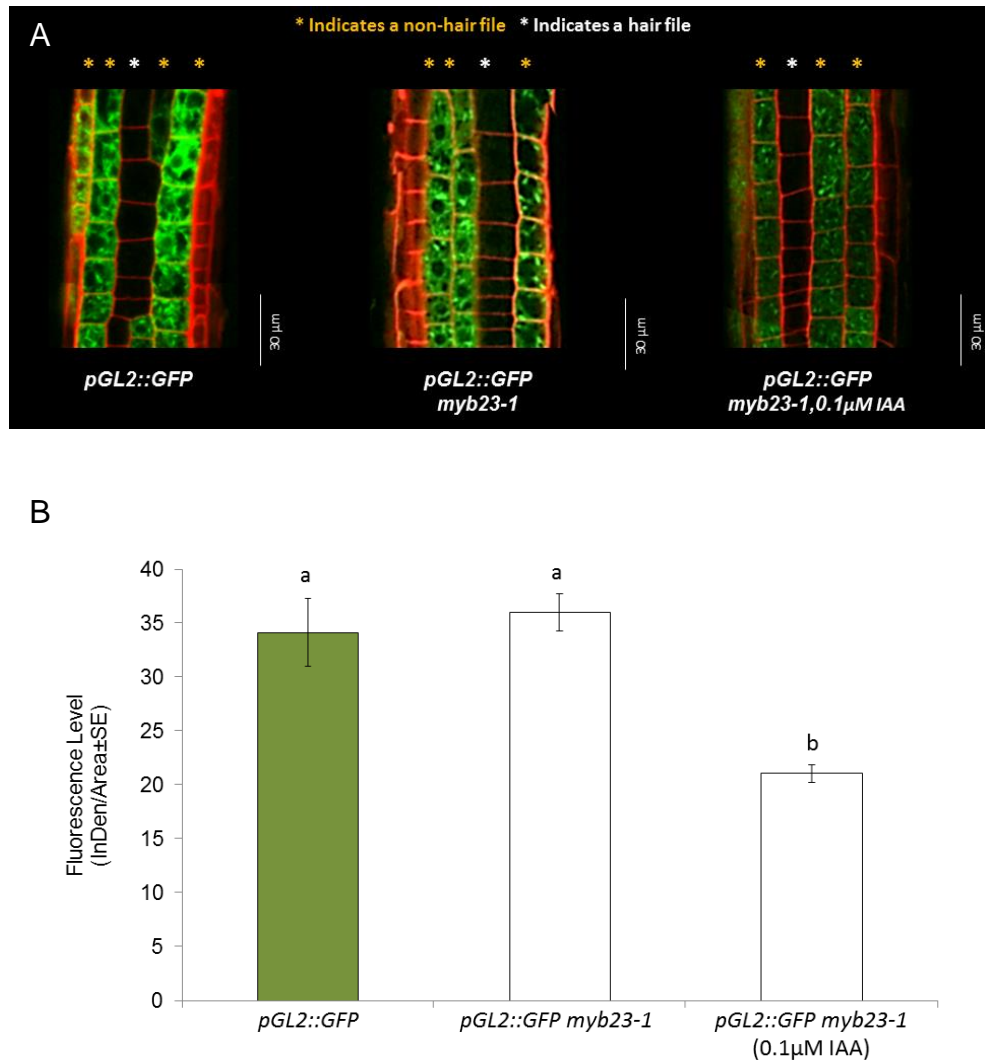 A
* Indicates a non-hair file * Indicates a hair file
* * * * *
* * * *
* * * *
30 µm
30 µm
30 µm
pGL2::GFP
pGL2::GFP
myb23-1
pGL2::GFP
myb23-1,0.1µM IAA
B
Fluorescence Level
(InDen/Area±SE)
40
35
30
25
20
15
10
5
0
a
a
b
pGL2::GFP
pGL2::GFP myb23-1
pGL2::GFP myb23-1
(0.1µM IAA)